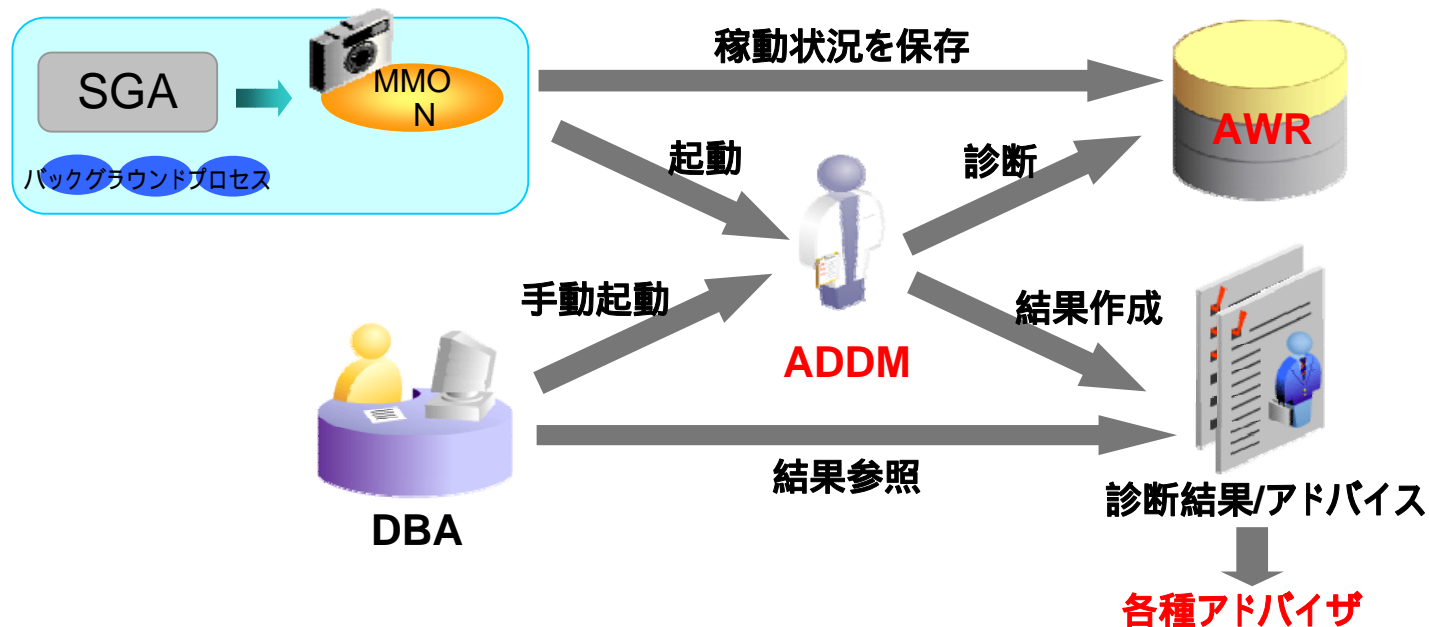 稼動状況を保存
SGA
MMO
N
AWR
バックグラウンドプロセス
起動
診断
手動起動
結果作成
ADDM
結果参照
診断結果/アドバイス
DBA
各種アドバイザ